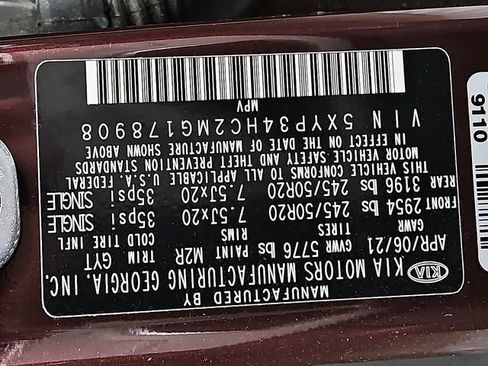 MANUFACTURED BY
KIA KIA MOTORS MANUFACTURING GEORGIA, INC.
APR/06/21 GVWR 5776 lbs PAINT M2R TRIM GYT
GAWR TIRES RIMS COLD TIRE INFL
FRONT 2954 lbs 245/50R20 7.5Jx20 35psi SINGLE
REAR 3196 lbs 245/50R20 7.5Jx20 35psi SINGLE
THIS VEHICLE CONFORMS TO ALL APPLICABLE U.S.A. FEDERAL
MOTOR VEHICLE SAFETY AND THEFT PREVENTION STANDARDS
IN EFFECT ON THE DATE OF MANUFACTURE SHOWN ABOVE
VIN 5XYP34HC2MG178908
MPV
9110